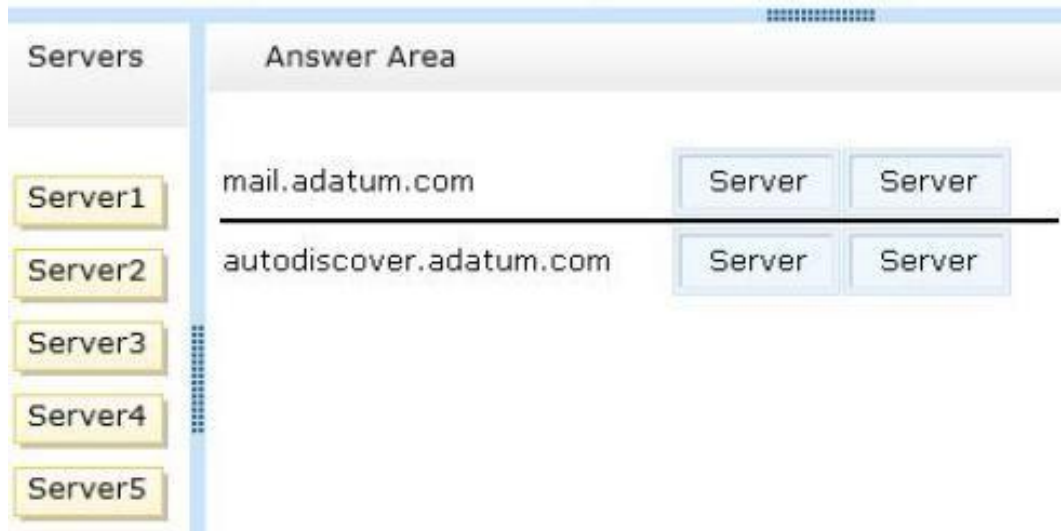 Servers
Answer Area
Server1
Server2
Server3
Server4
Server5
mail.adatum.com Server Server
autodiscover.adatum.com Server Server